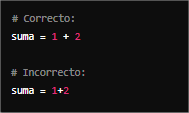 # Correcto:
suma = 1 + 2
# Incorrecto:
suma = 1+2